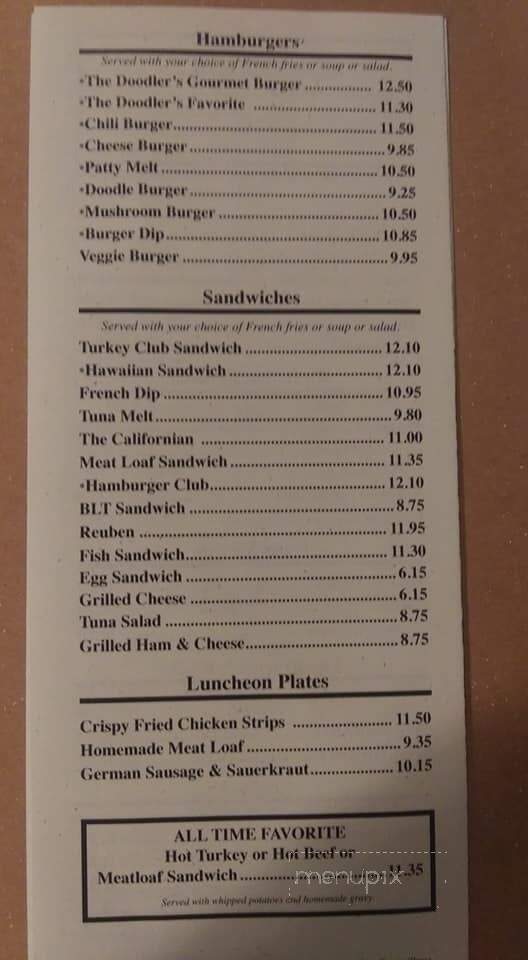 Hamburgers
Served with your choice of French fries or soup or salad.
•The Doodler's Gourmet Burger ................ 12.50
•The Doodler's Favorite ............................. 11.30
•Chili Burger................................................ 11.50
•Cheese Burger ..............................................9.85
•Patty Melt .................................................. 10.50
•Doodle Burger..............................................9.25
•Mushroom Burger ..................................... 10.50
•Burger Dip................................................. 10.85
Veggie Burger ................................................9.95
Sandwiches
Served with your choice of French fries or soup or salad.
Turkey Club Sandwich ................................ 12.10
•Hawaiian Sandwich .................................... 12.10
French Dip ................................................... 10.95
Tuna Melt.......................................................9.80
The Californian .......................................... 11.00
Meat Loaf Sandwich .................................... 11.35
•Hamburger Club......................................... 12.10
BLT Sandwich ...............................................8.75
Reuben ......................................................... 11.95
Fish Sandwich.............................................. 11.30
Egg Sandwich ................................................6.15
Grilled Cheese ...............................................6.15
Tuna Salad .....................................................8.75
Grilled Ham & Cheese...................................8.75
Luncheon Plates
Crispy Fried Chicken Strips ....................... 11.50
Homemade Meat Loaf ...................................9.35
German Sausage & Sauerkraut................... 10.15
ALL TIME FAVORITE
Hot Turkey or Hot Beef or
Meatloaf Sandwich ................................. 11.35
menupix
Served with whipped potatoes and homemade gravy.